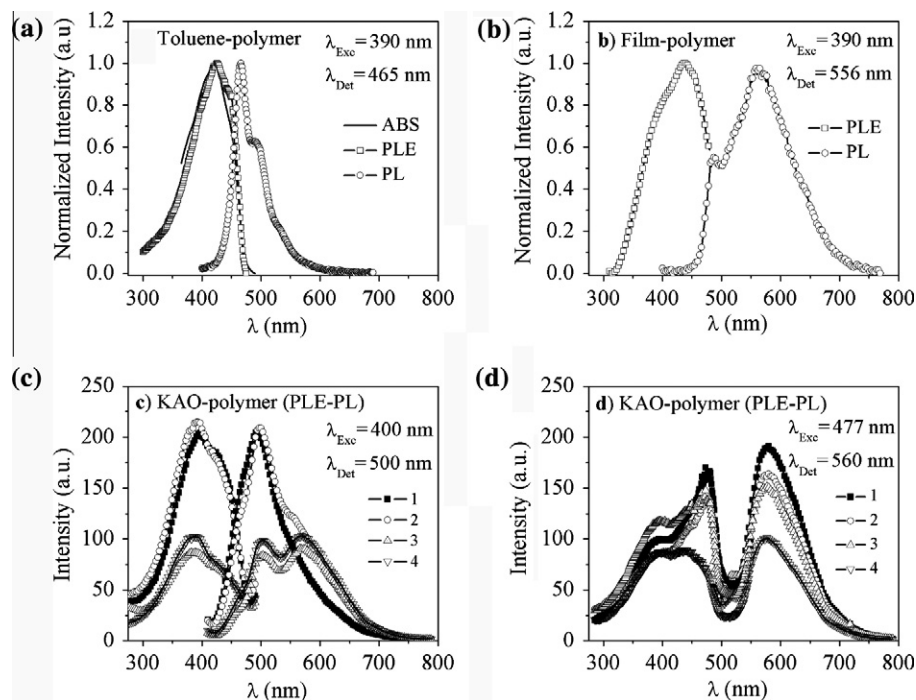 (a)
Toluene-polymer
λExc= 390 nm
λDet= 465 nm
ABS
PLE
PL
Normalized Intensity (a.u)
1.2
1.0
0.8
0.6
0.4
0.2
0.0
300 400 500 600 700 800
λ (nm)
(b)
b) Film-polymer
λExc= 390 nm
λDet= 556 nm
PLE
PL
Normalized Intensity (a.u)
1.2
1.0
0.8
0.6
0.4
0.2
0.0
300 400 500 600 700 800
λ (nm)
(c)
c) KAO-polymer (PLE-PL)
λExc= 400 nm
λDet= 500 nm
1
2
3
4
Intensity (a.u.)
250
200
150
100
50
0
300 400 500 600 700 800
λ (nm)
(d)
d) KAO-polymer (PLE-PL)
λExc= 477 nm
λDet= 560 nm
1
2
3
4
Intensity (a.u.)
250
200
150
100
50
0
300 400 500 600 700 800
λ (nm)